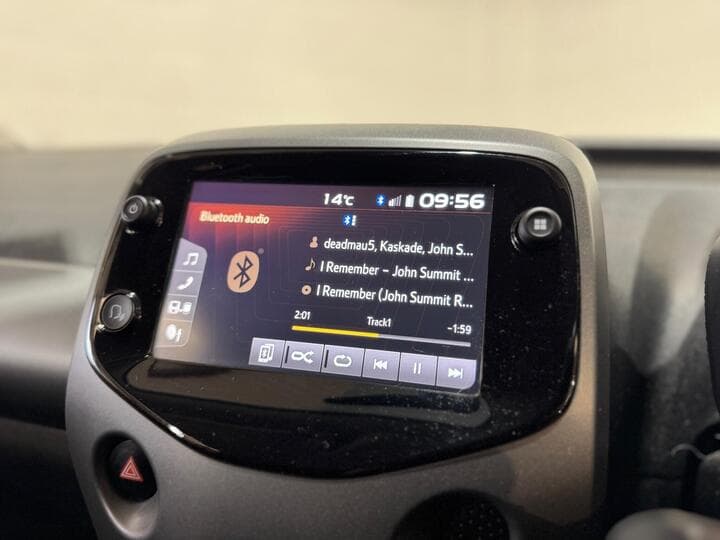 14°C 09:56
Bluetooth audio
deadmau5, Kaskade, John S...
I Remember – John Summit ...
I Remember (John Summit R...
2:01 Track1 -1:59